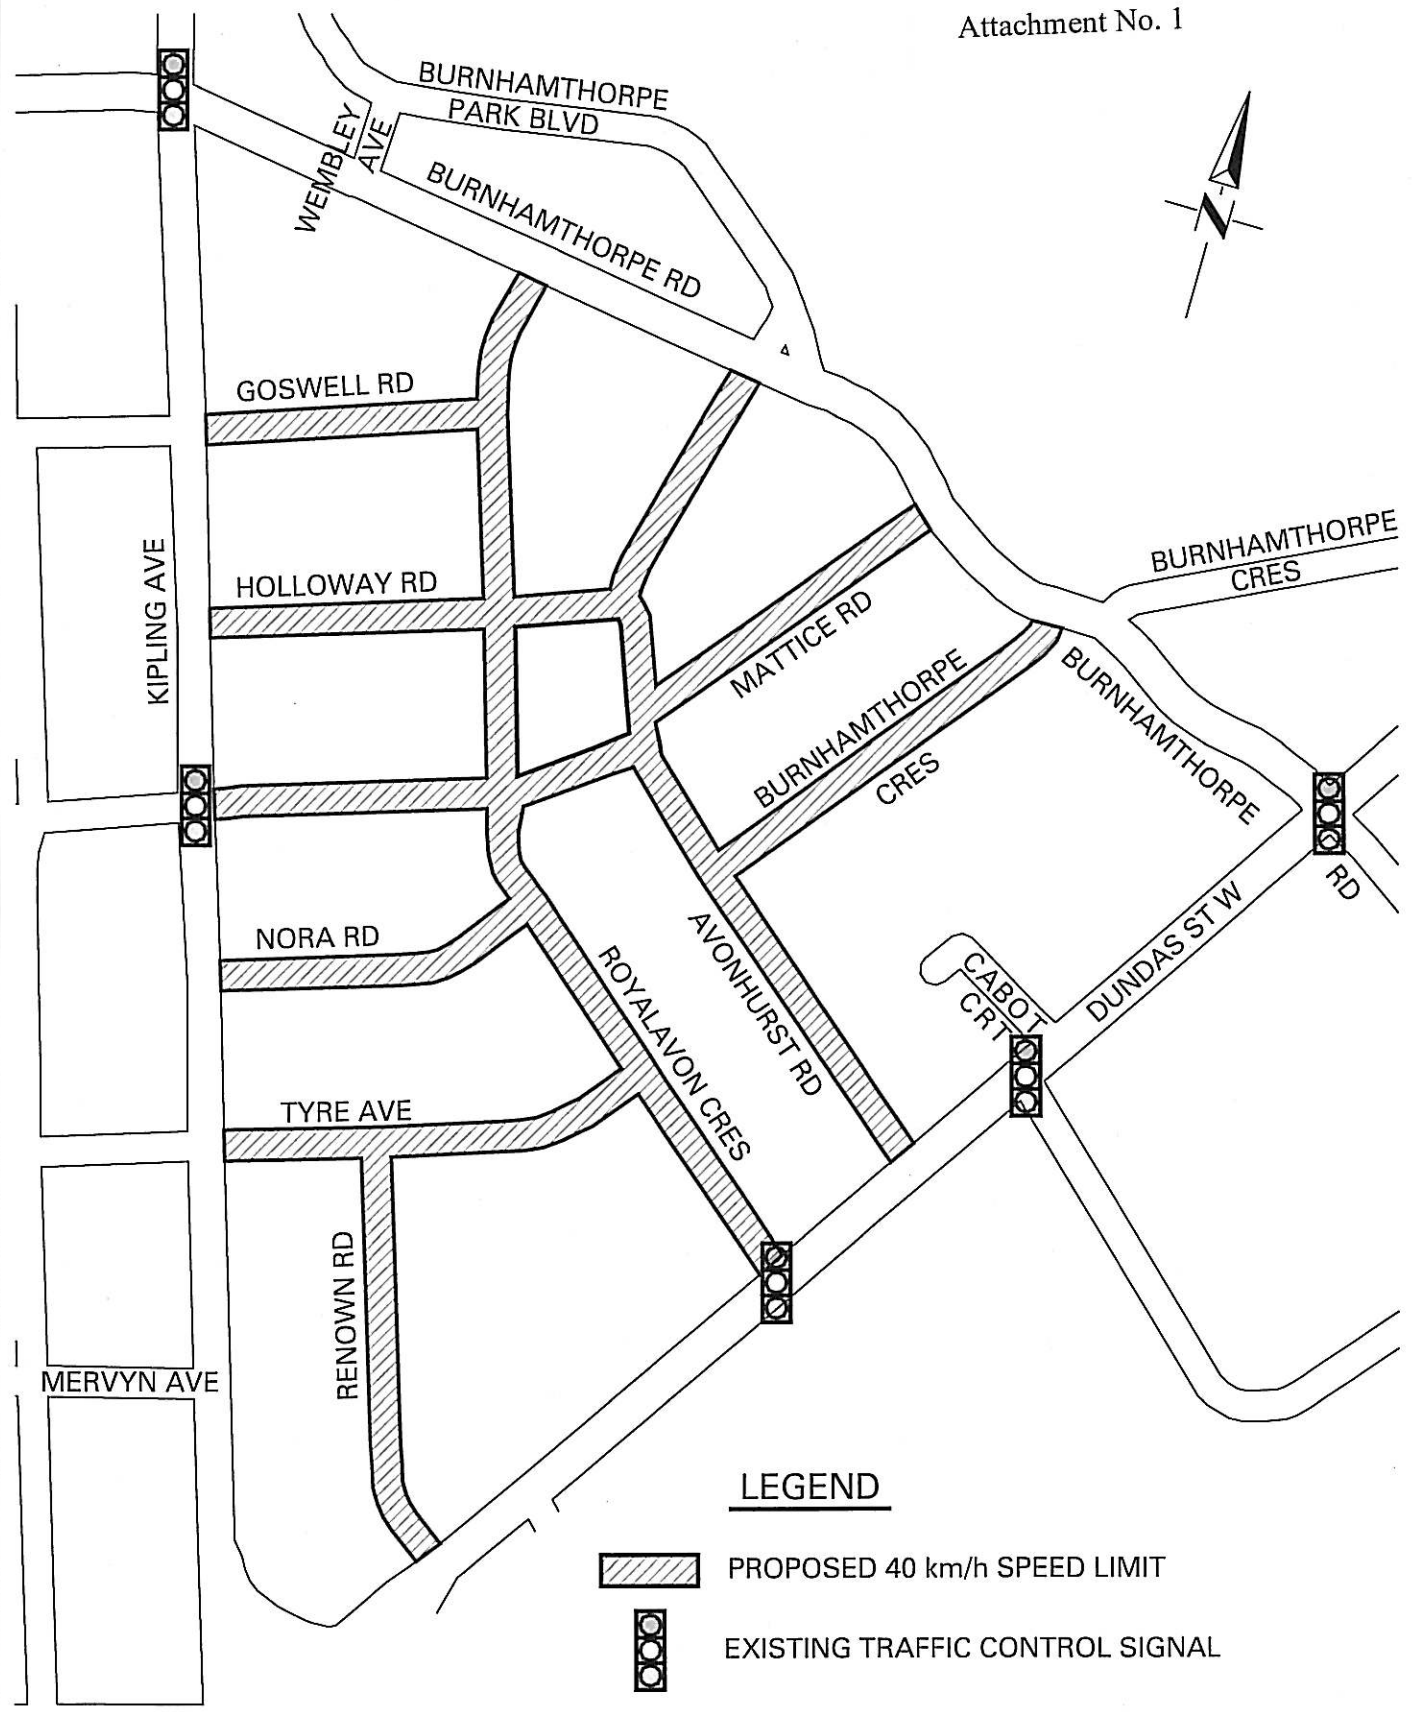 Attachment No. 1
BURNHAMTHORPE
PARK BLVD
WEMBLEY
AVE
BURNHAMTHORPE RD
N
GOSWELL RD
HOLLOWAY RD
KIPLING AVE
BURNHAMTHORPE
CRES
MATTICE RD
BURNHAMTHORPE
CRES
BURNHAMTHORPE
RD
NORA RD
ROYALAVON CRES
AVONHURST RD
CABOT
CRT
DUNDAS ST W
TYRE AVE
RENOWN RD
MERVYN AVE
LEGEND
PROPOSED 40 km/h SPEED LIMIT
EXISTING TRAFFIC CONTROL SIGNAL